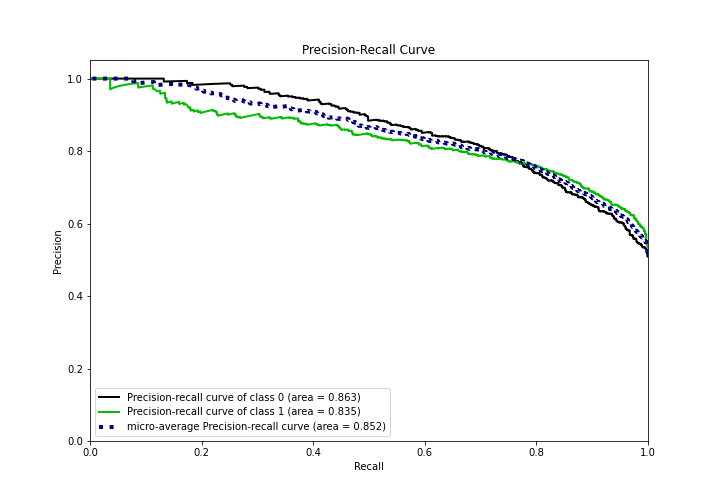 Precision-Recall Curve
1.0
0.8
0.6
0.4
0.2
0.0
Precision
Precision-recall curve of class 0 (area = 0.863)
Precision-recall curve of class 1 (area = 0.835)
micro-average Precision-recall curve (area = 0.852)
0.0 0.2 0.4 0.6 0.8 1.0
Recall